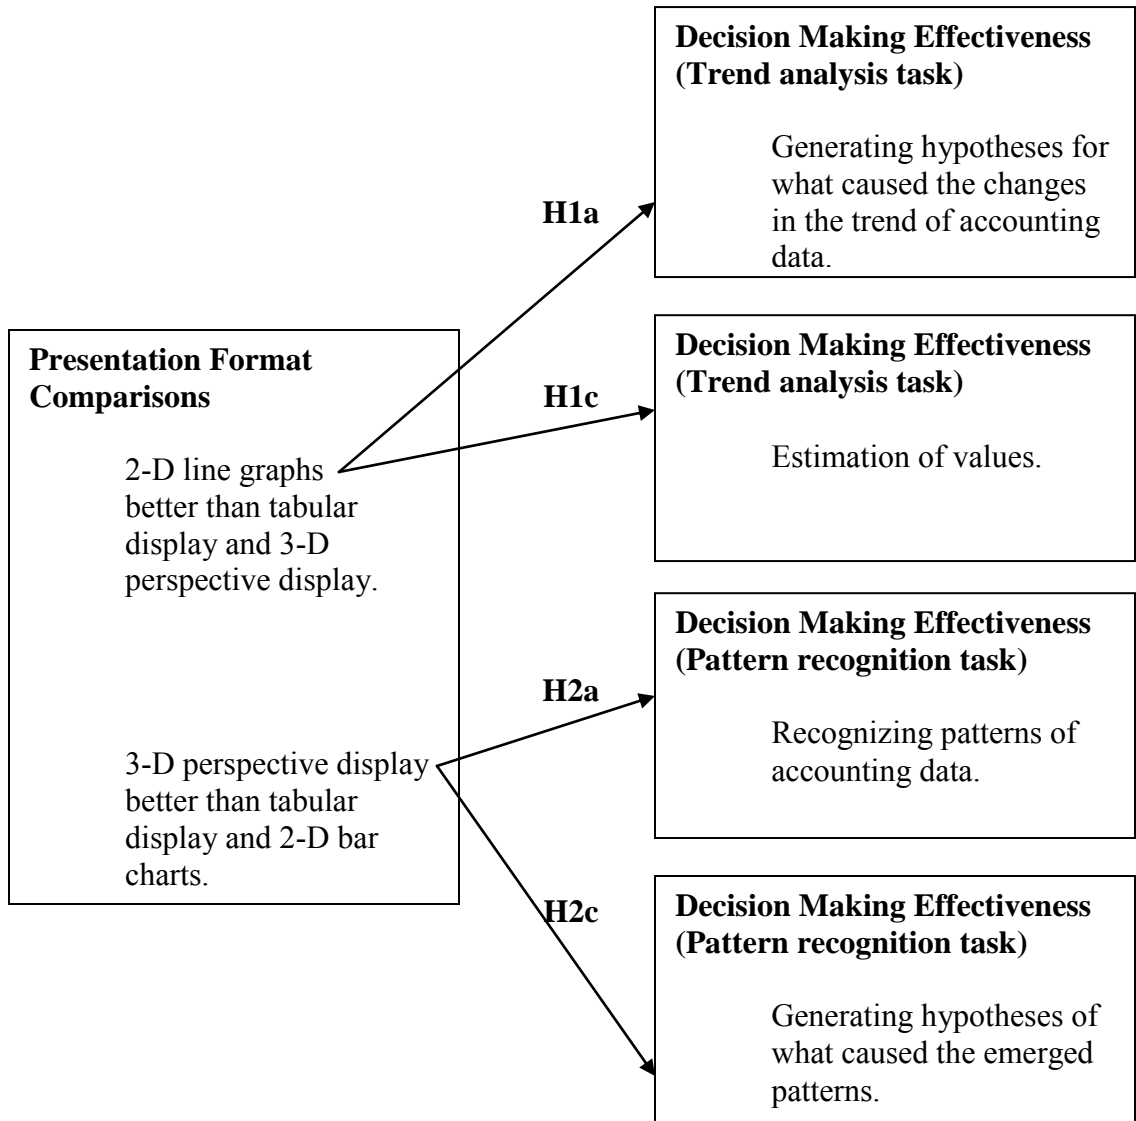 Decision Making Effectiveness
(Trend analysis task)
Generating hypotheses for
what caused the changes
in the trend of accounting
data.
H1a
Presentation Format
Comparisons
2-D line graphs
better than tabular
display and 3-D
perspective display.
3-D perspective display
better than tabular
display and 2-D bar
charts.
H1c
Decision Making Effectiveness
(Trend analysis task)
Estimation of values.
H2a
Decision Making Effectiveness
(Pattern recognition task)
Recognizing patterns of
accounting data.
H2c
Decision Making Effectiveness
(Pattern recognition task)
Generating hypotheses of
what caused the emerged
patterns.